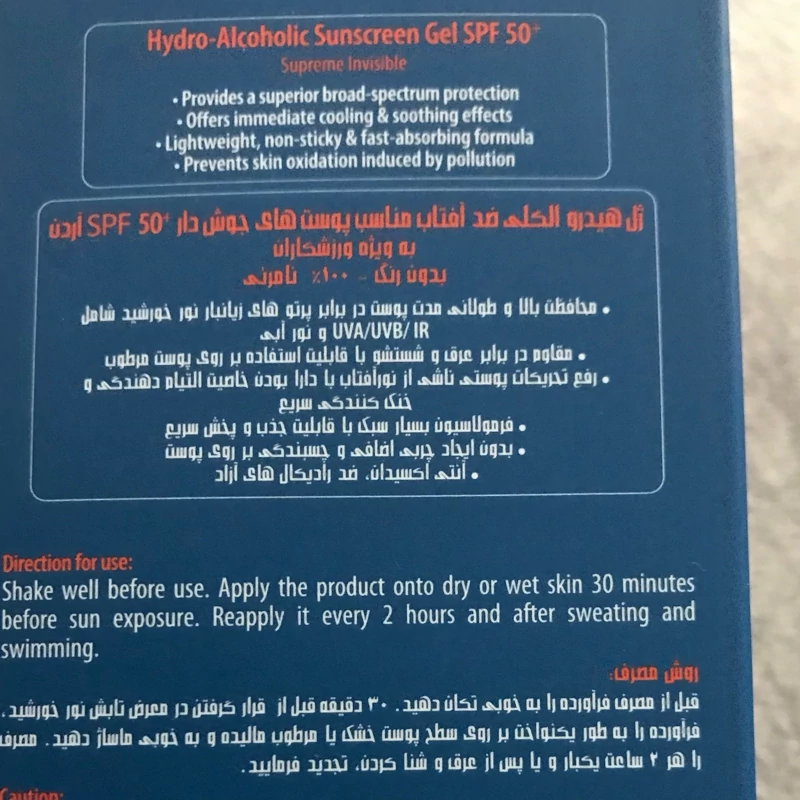 Hydro-Alcoholic Sunscreen Gel SPF 50+
Supreme Invisible
• Provides a superior broad-spectrum protection
• Offers immediate cooling & soothing effects
• Lightweight, non-sticky & fast-absorbing formula
• Prevents skin oxidation induced by pollution
ژل هیدرو الکلی ضد آفتاب مناسب پوست های جوش دار SPF 50+ آردن
به ویژه ورزشکاران
بدون رنگ - ۱۰۰٪ نامرئی
• محافظت بالا و طولانی مدت پوست در برابر پرتو های زیانبار نور خورشید شامل
UVA/UVB/ IR و نور آبی
• مقاوم در برابر عرق و شستشو با قابلیت استفاده بر روی پوست مرطوب
• رفع تحریکات پوستی ناشی از نورآفتاب با دارا بودن خاصیت التیام دهندگی و
خنک کنندگی سریع
• فرمولاسیون بسیار سبک با قابلیت جذب و پخش سریع
• بدون ایجاد چربی اضافی و چسبندگی بر روی پوست
• آنتی اکسیدان، ضد رادیکال های آزاد
Direction for use:
Shake well before use. Apply the product onto dry or wet skin 30 minutes
before sun exposure. Reapply it every 2 hours and after sweating and
swimming.
روش مصرف:
قبل از مصرف فرآورده را به خوبی تکان دهید. ۳۰ دقیقه قبل از قرار گرفتن در معرض تابش نور خورشید،
فرآورده را به طور یکنواخت بر روی سطح پوست خشک یا مرطوب مالیده و به خوبی ماساژ دهید. مصرف
را هر ۲ ساعت یکبار و یا پس از عرق و شنا کردن، تجدید فرمایید.
Caution: